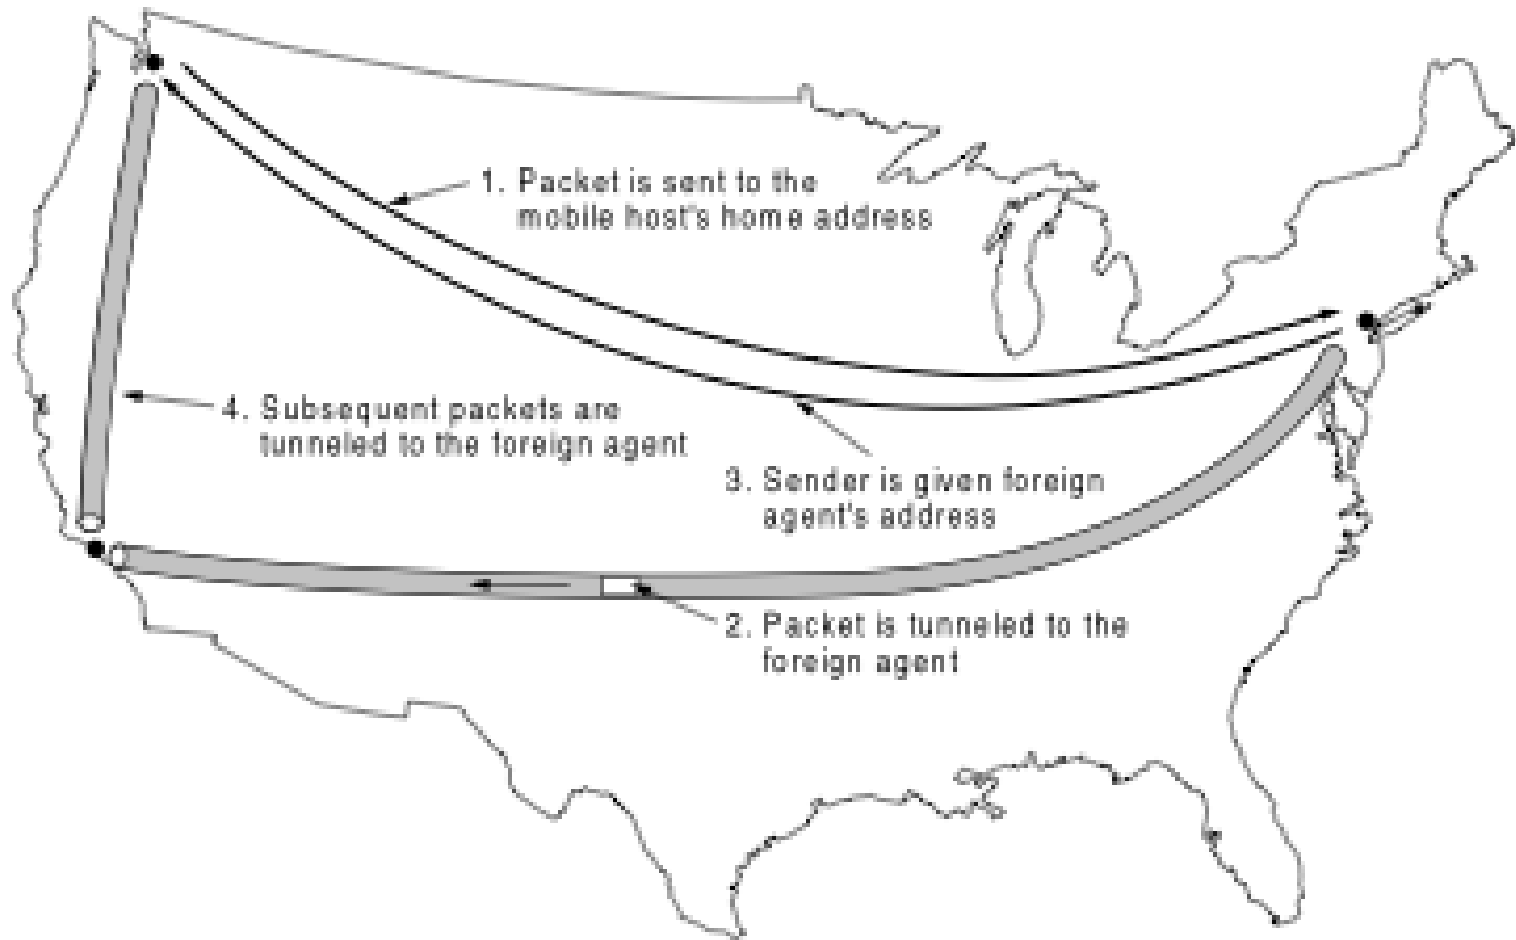 1. Packet is sent to the
mobile host's home address
4. Subsequent packets are
tunneled to the foreign agent
3. Sender is given foreign
agent's address
2. Packet is tunneled to the
foreign agent